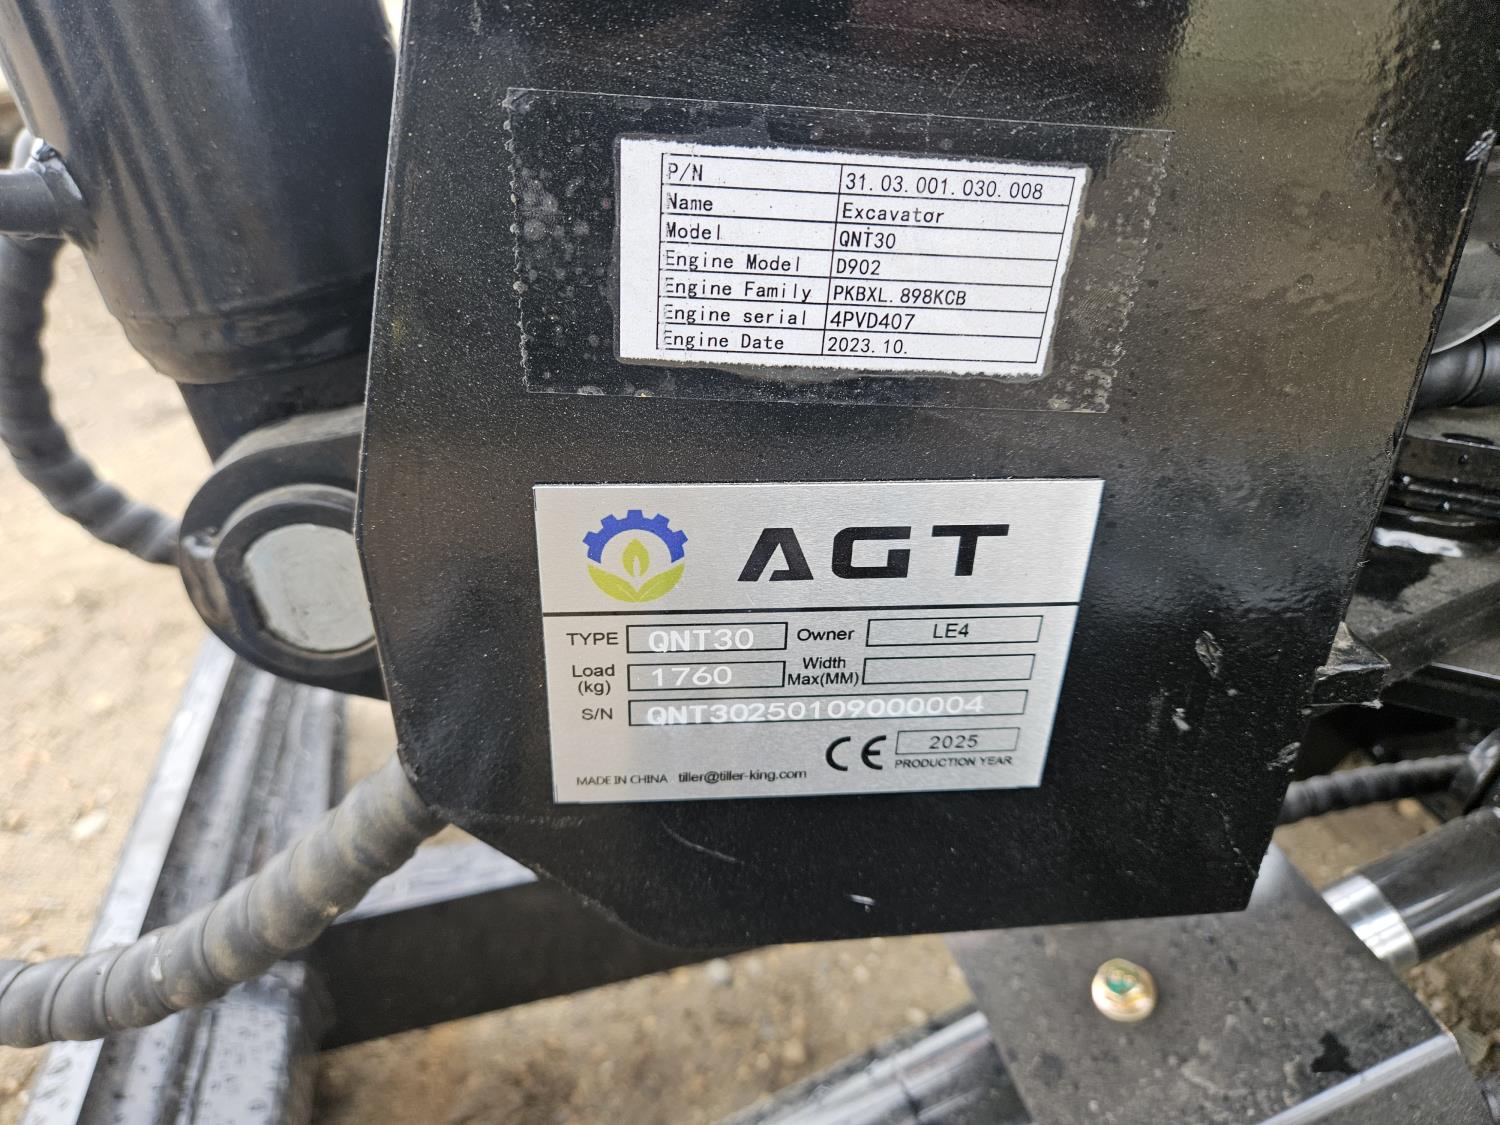 P/N 31.03.001.030.008
Name Excavator
Model QNT30
Engine Model D902
Engine Family PKBXL.898KCB
Engine serial 4PVD407
Engine Date 2023.10.
AGT
TYPE QNT30 Owner LE4
Load (kg) 1760 Width Max(MM)
S/N QNT30250109000004
CE 2025
MADE IN CHINA tiller@tiller-king.com PRODUCTION YEAR